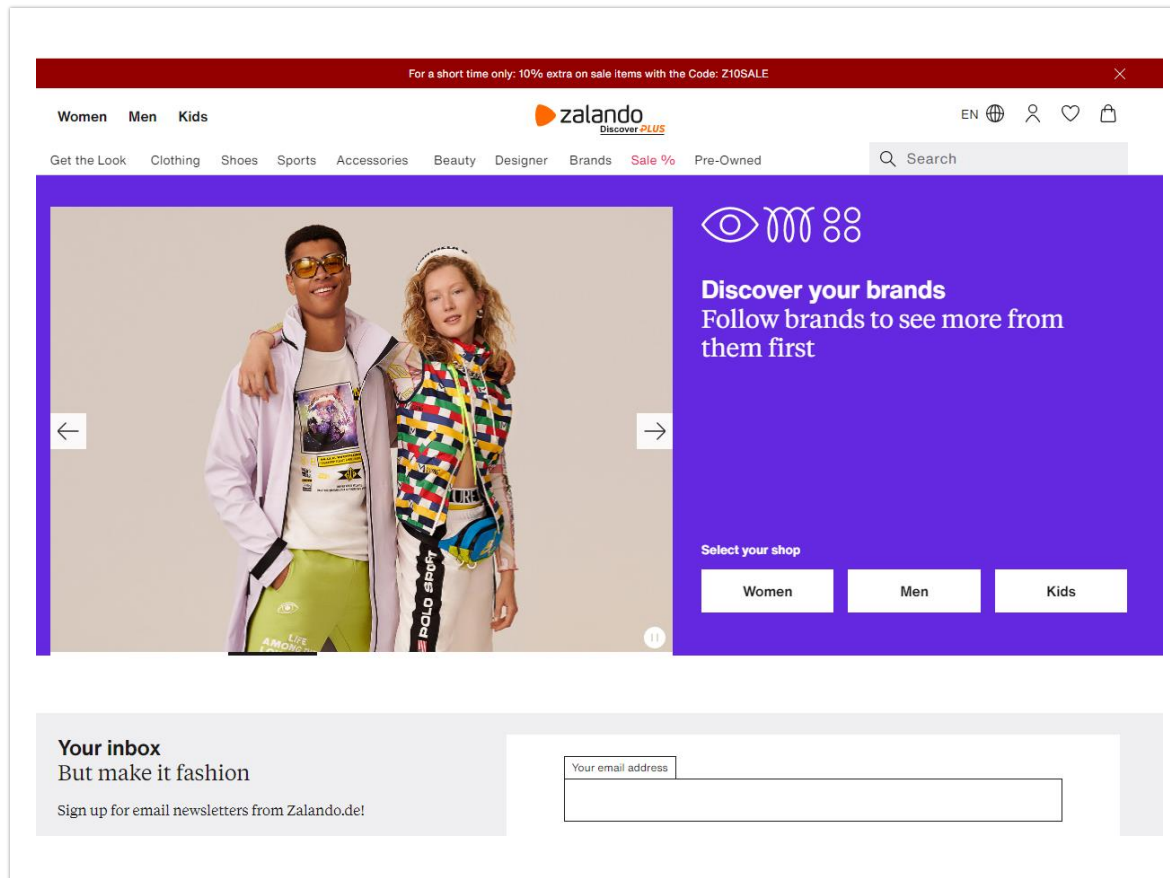 For a short time only: 10% extra on sale items with the Code: Z10SALE
Women Men Kids
zalando
Discover PLUS
EN
Get the Look Clothing Shoes Sports Accessories Beauty Designer Brands Sale % Pre-Owned
Search
Discover your brands
Follow brands to see more from
them first
POLO SPORT
LIFE
Select your shop
Women Men Kids
Your inbox
But make it fashion
Sign up for email newsletters from Zalando.de!
Your email address